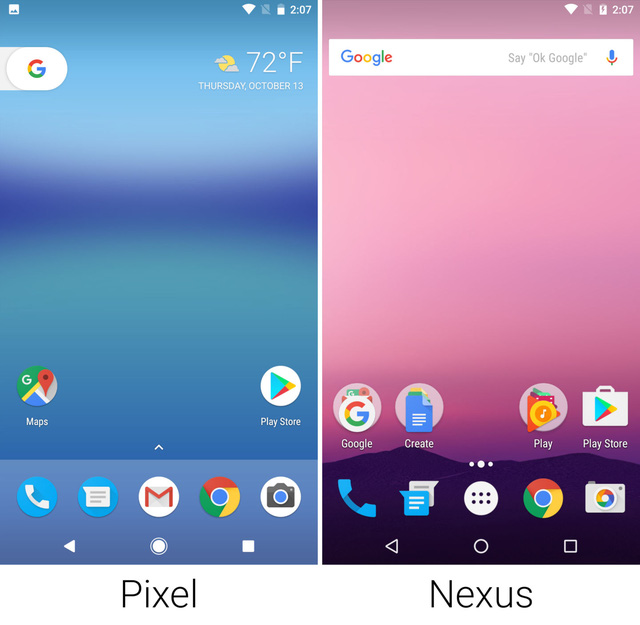 2:07
72°F
THURSDAY, OCTOBER 13
G
Maps
Play Store
2:07
Google
Say "Ok Google"
Google
Create
Play
Play Store
Pixel
Nexus